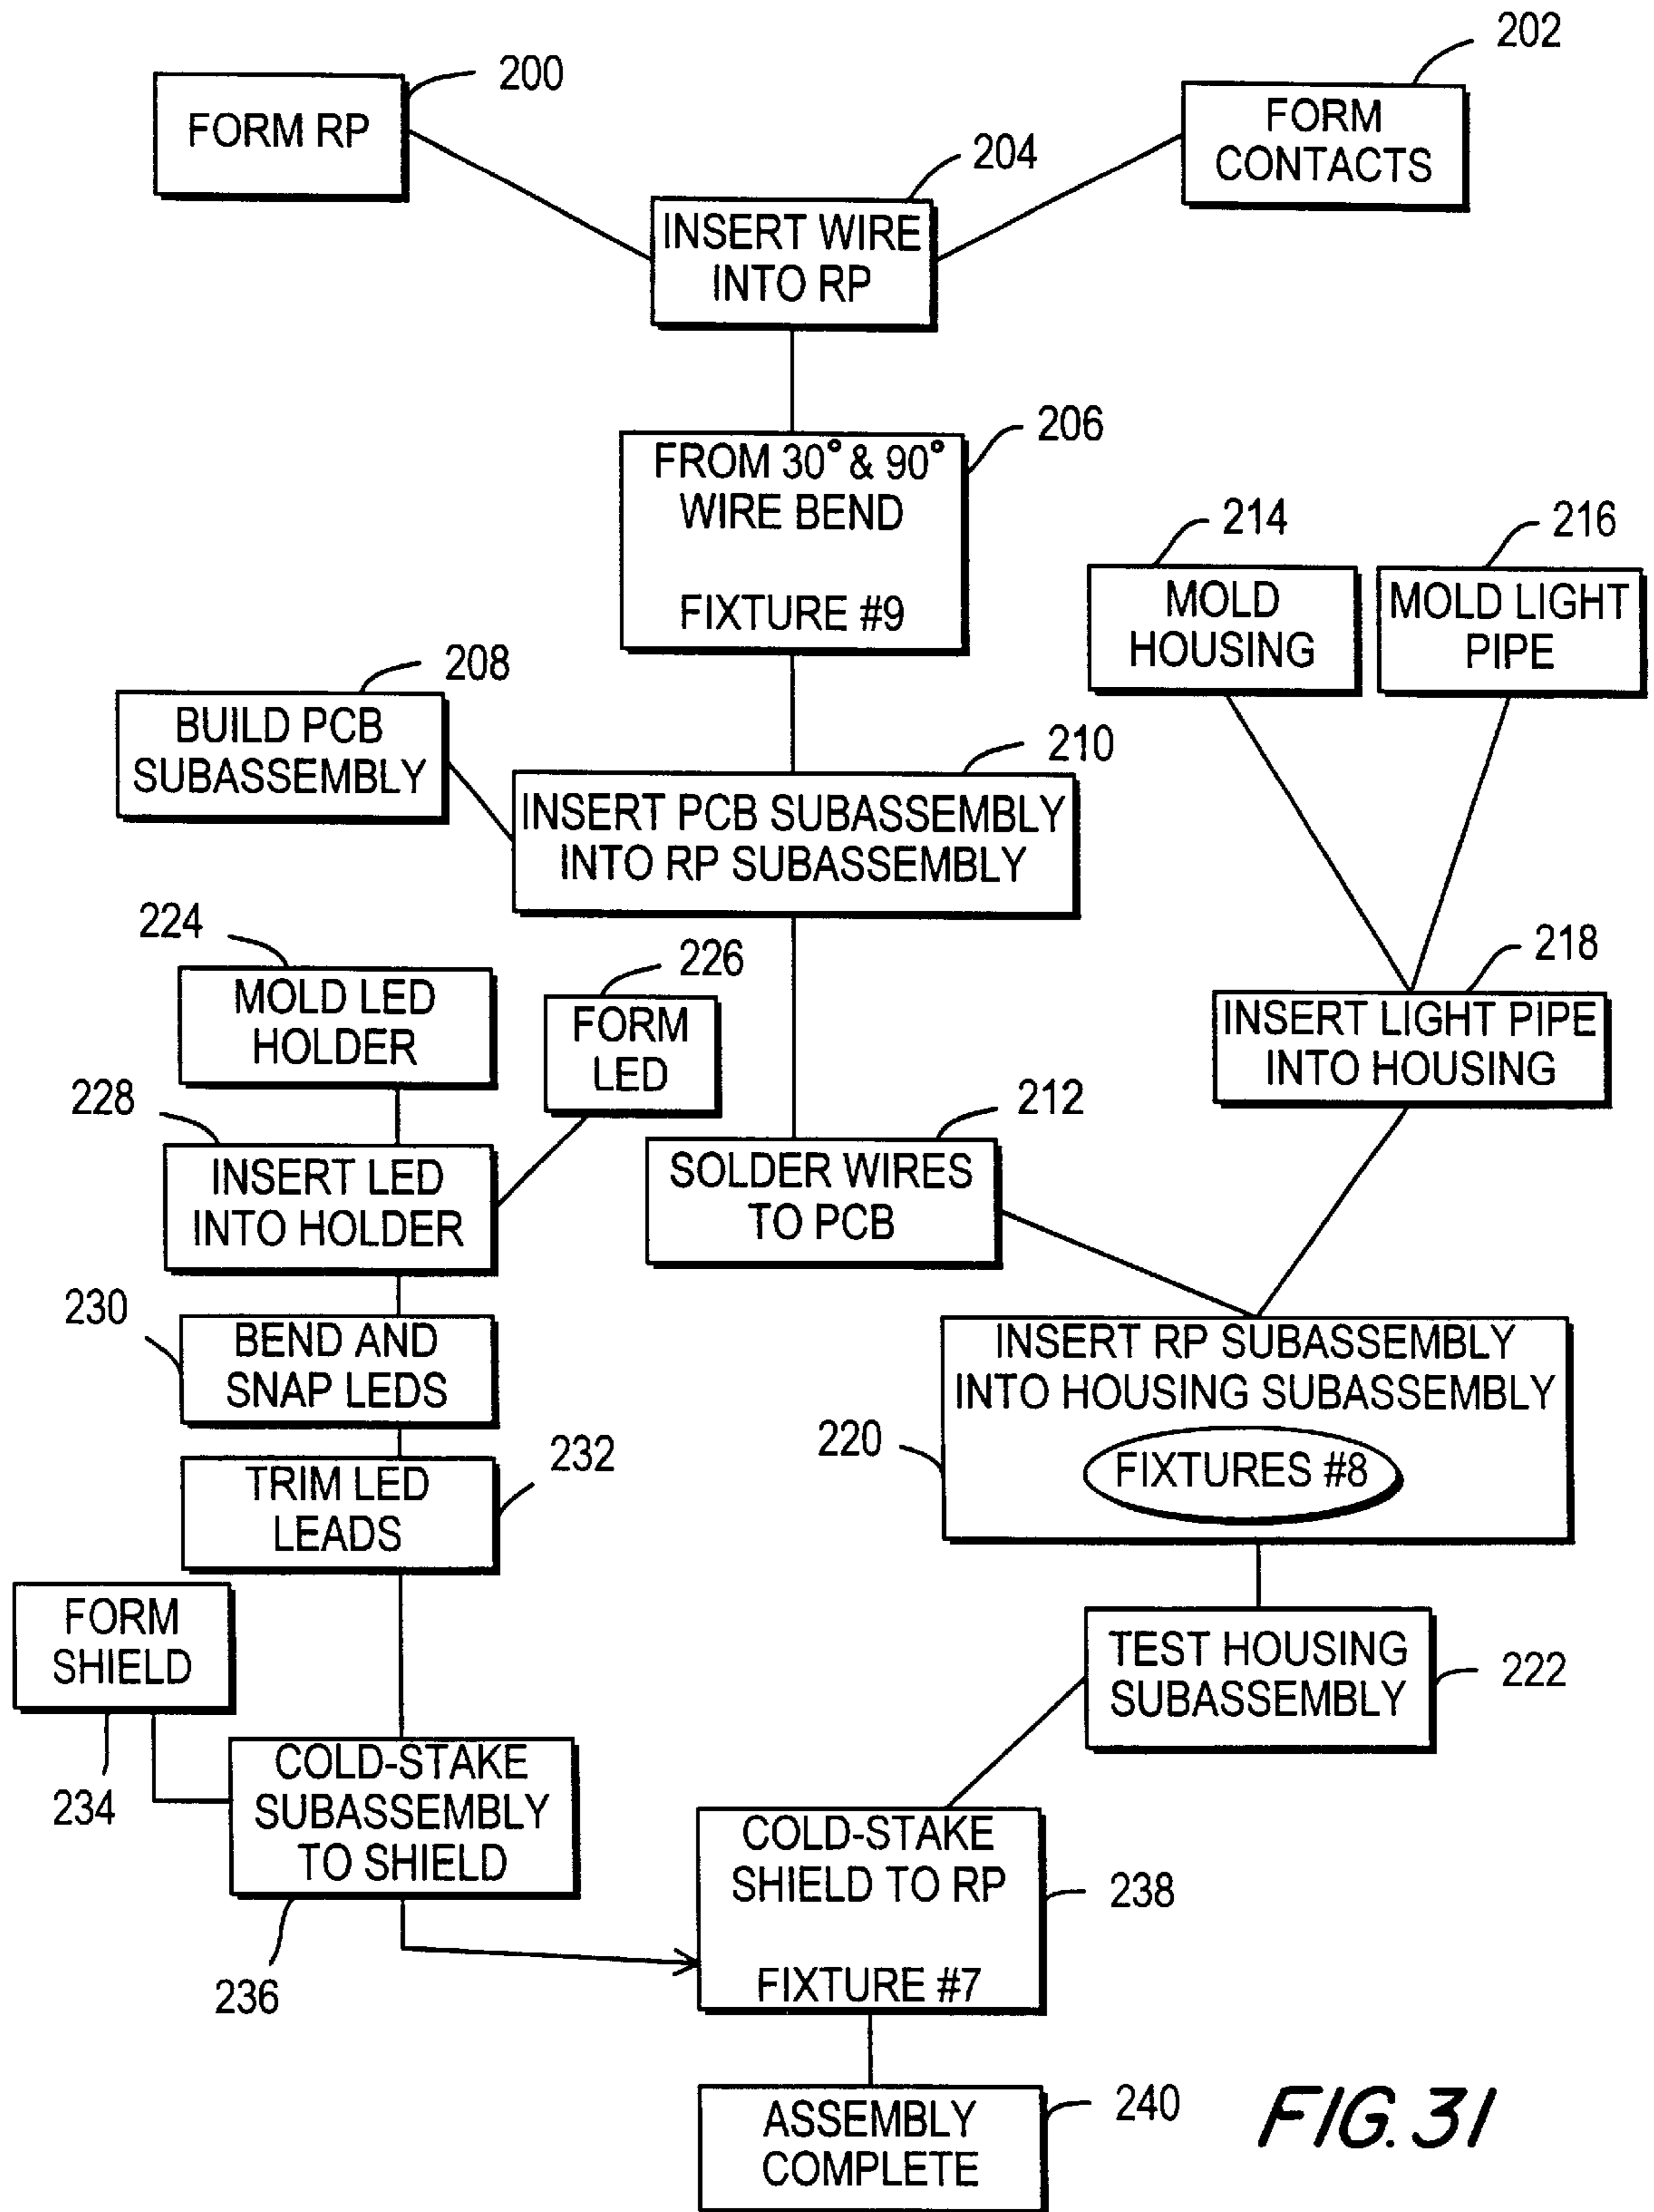 200
FORM RP
202
FORM
CONTACTS
204
INSERT WIRE
INTO RP
206
FROM 30° & 90°
WIRE BEND
FIXTURE #9
214
MOLD
HOUSING
216
MOLD LIGHT
PIPE
208
BUILD PCB
SUBASSEMBLY
210
INSERT PCB SUBASSEMBLY
INTO RP SUBASSEMBLY
224
MOLD LED
HOLDER
226
FORM
LED
218
INSERT LIGHT PIPE
INTO HOUSING
228
INSERT LED
INTO HOLDER
212
SOLDER WIRES
TO PCB
230
BEND AND
SNAP LEDS
INSERT RP SUBASSEMBLY
INTO HOUSING SUBASSEMBLY
220
FIXTURES #8
232
TRIM LED
LEADS
FORM
SHIELD
234
TEST HOUSING
SUBASSEMBLY
222
COLD-STAKE
SUBASSEMBLY
TO SHIELD
236
COLD-STAKE
SHIELD TO RP
238
FIXTURE #7
ASSEMBLY
COMPLETE
240
FIG. 31